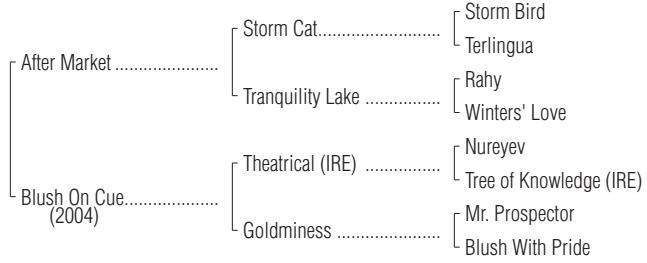 Storm Bird
Storm Cat......................
Terlingua
After Market ......................
Rahy
Tranquility Lake ................
Winters' Love
Nureyev
Theatrical (IRE) ................
Tree of Knowledge (IRE)
Blush On Cue....................
(2004)
Mr. Prospector
Goldminess ......................
Blush With Pride